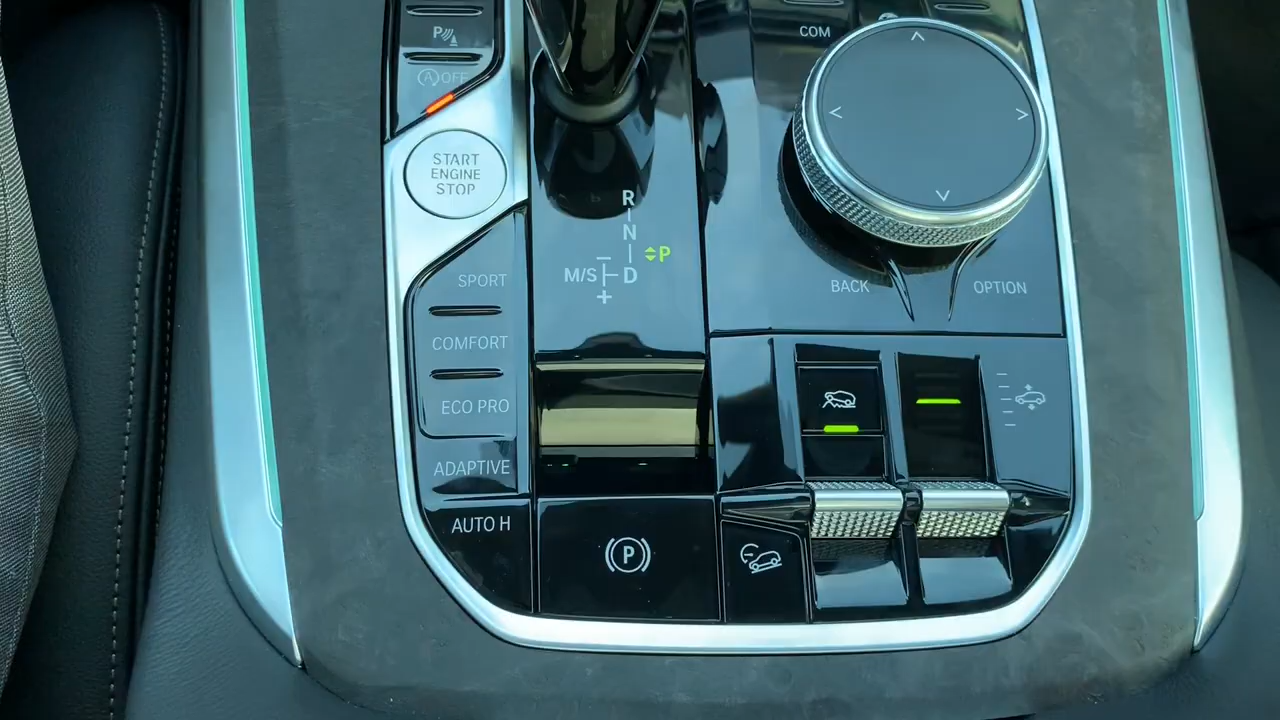 P
OFF
COM
START
ENGINE
STOP
R
N
P
M/S
D
SPORT
COMFORT
ECO PRO
ADAPTIVE
AUTO H
BACK
OPTION
P